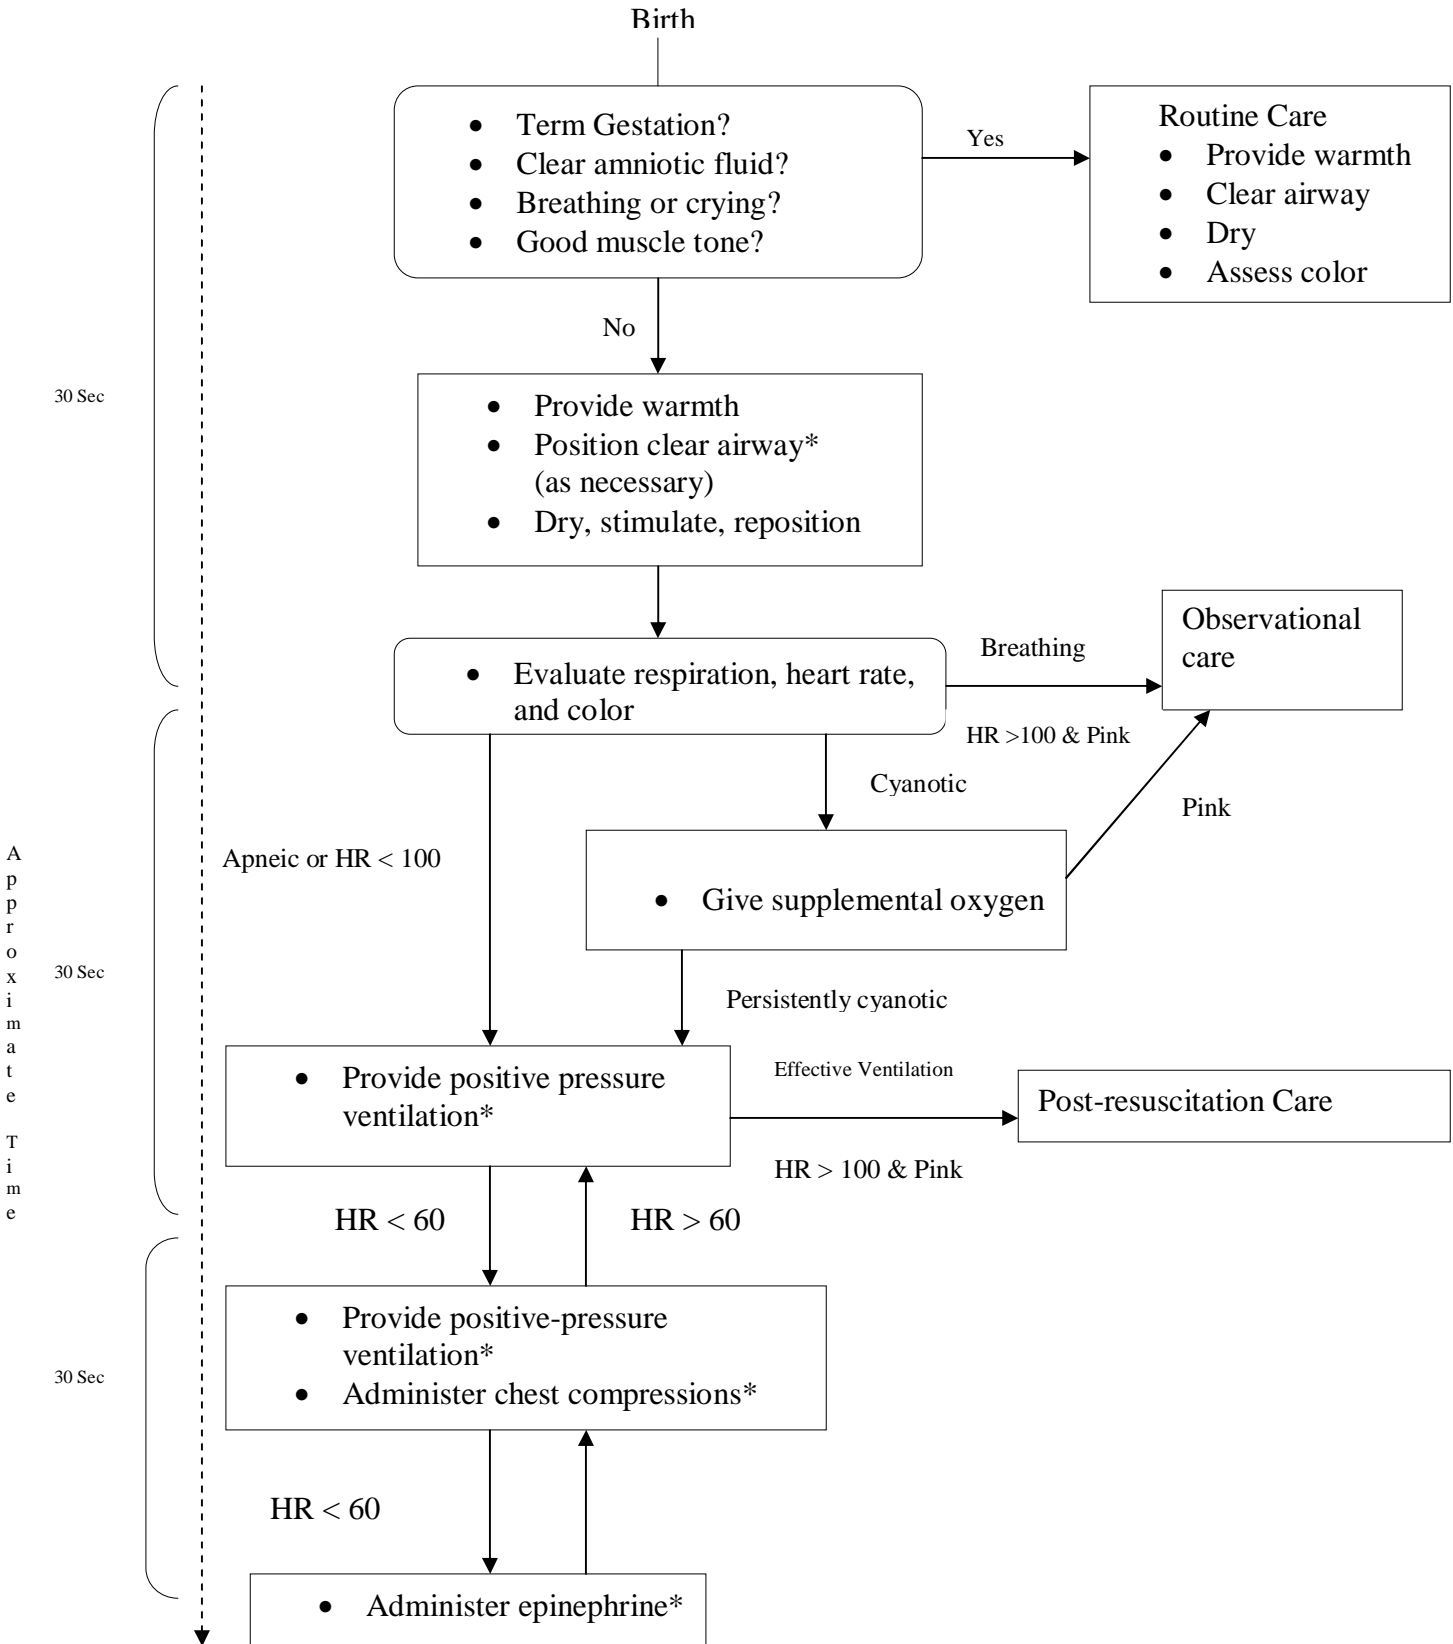 Birth
• Term Gestation?
• Clear amniotic fluid?
• Breathing or crying?
• Good muscle tone?
Yes
Routine Care
• Provide warmth
• Clear airway
• Dry
• Assess color
No
30 Sec
• Provide warmth
• Position clear airway*
(as necessary)
• Dry, stimulate, reposition
• Evaluate respiration, heart rate,
and color
Breathing
HR >100 & Pink
Observational
care
Cyanotic
Pink
Apneic or HR < 100
• Give supplemental oxygen
Approximate Time
30 Sec
Persistently cyanotic
• Provide positive pressure
ventilation*
Effective Ventilation
HR > 100 & Pink
Post-resuscitation Care
HR < 60
HR > 60
30 Sec
• Provide positive-pressure
ventilation*
• Administer chest compressions*
HR < 60
• Administer epinephrine*